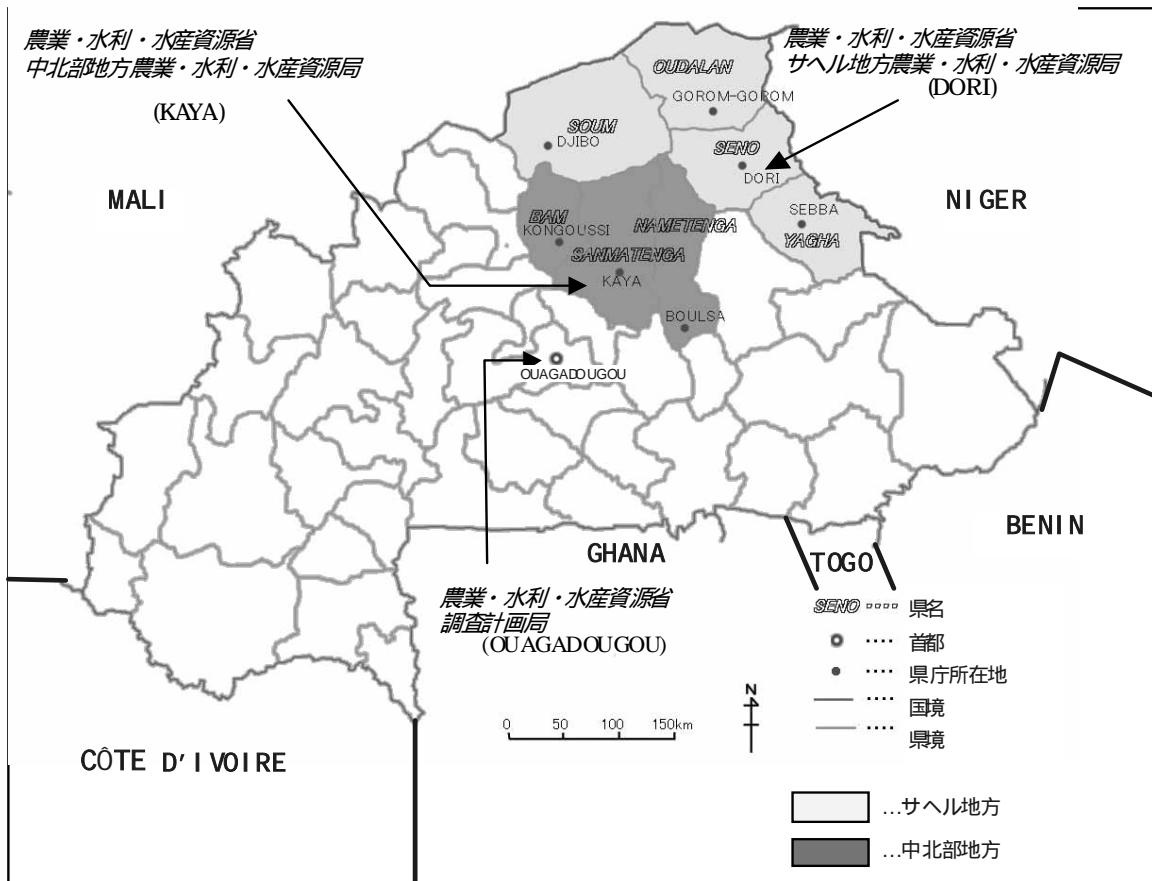 農業・水利・水産資源省
中北部地方農業・水利・水産資源局
(KAYA)
農業・水利・水産資源省
サヘル地方農業・水利・水産資源局
(DORI)
OUDALAN
GOROM-GOROM
SOUM
DJIBO
SENO
DORI
MALI
NIGER
SEBBA
YAGHA
BAM
KONGOUSSI
NAMETENGA
SANMATENGA
KAYA
BOULSA
OUAGADOUGOU
BENIN
GHANA
TOGO
農業・水利・水産資源省
調査計画局
(OUAGADOUGOU)
SENO ‥‥ 県名
‥‥ 首都
‥‥ 県庁所在地
‥‥ 国境
‥‥ 県境
N
0 50 100 150km
CÔTE D'IVOIRE
…サヘル地方
…中北部地方